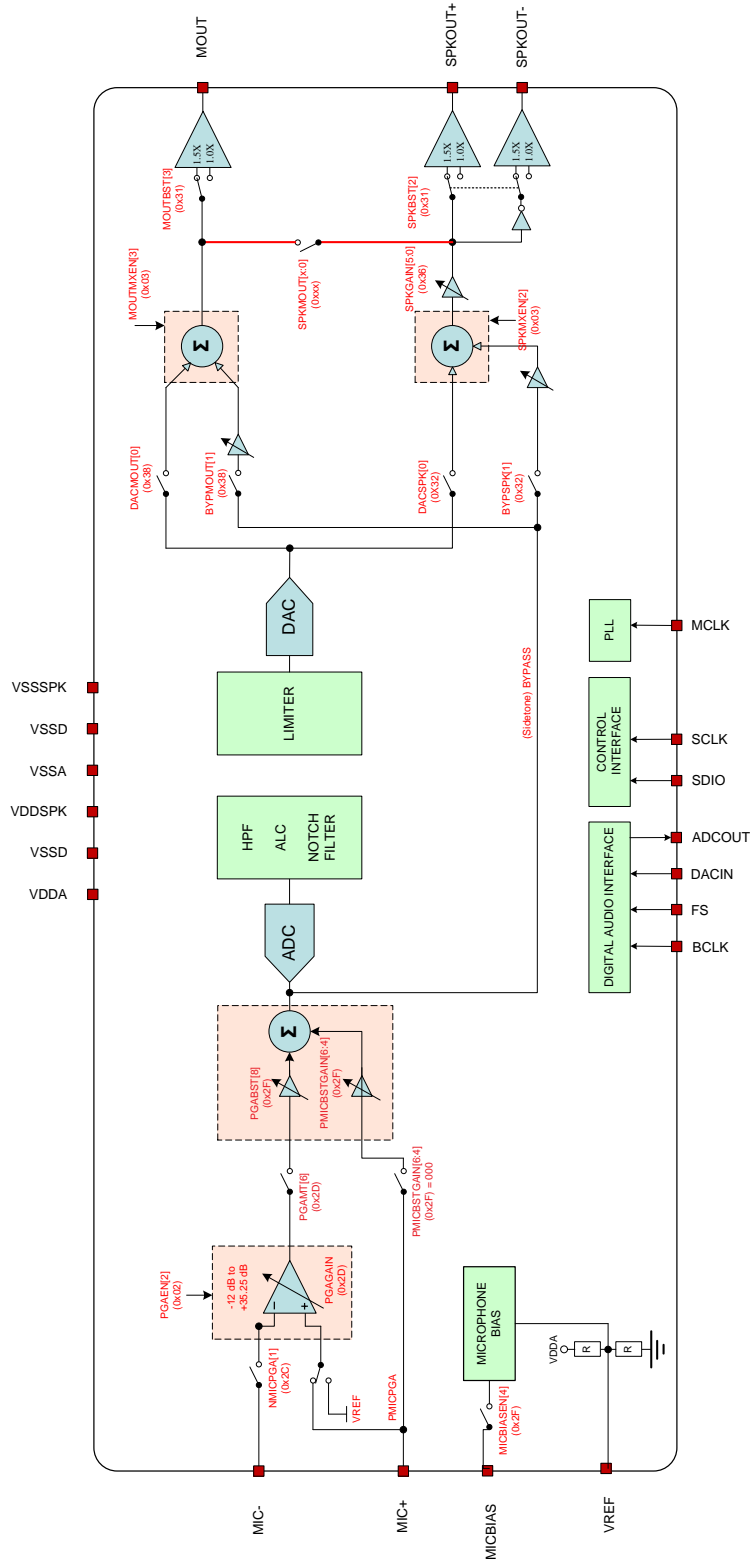 MOUT
SPKOUT+
SPKOUT-
1.5X
1.0X
1.5X
1.0X
1.5X
1.0X
MOUTBST[3]
(0x31)
SPKBST[2]
(0x31)
SPKMOUT[x:0]
(0xxx)
SPKGAIN[5:0]
(0x36)
MOUTMXEN[3]
(0x03)
Σ
Σ
SPKMXEN[2]
(0x03)
DACMOUT[0]
(0x38)
BYPMOUT[1]
(0x38)
DACSPK[0]
(0X32)
BYPSPK[1]
(0x32)
DAC
LIMITER
(Sidetone) BYPASS
VSSSPK
VSSD
VSSA
VDDSPK
VSSD
VDDA
HPF
ALC
NOTCH
FILTER
ADC
PLL
CONTROL
INTERFACE
DIGITAL AUDIO INTERFACE
MCLK
SCLK
SDIO
ADCOUT
DACIN
FS
BCLK
Σ
PGABST[8]
(0x2F)
PMICBSTGAIN[6:4]
(0x2F)
PGAMT[6]
(0x2D)
PMICBSTGAIN[6:4]
(0x2F) = 000
PGAEN[2]
(0x02)
-12 dB to
+35.25 dB
−
+
PGAGAIN
(0x2D)
NMICPGA[1]
(0x2C)
VREF
PMICPGA
MICROPHONE
BIAS
MICBIASEN[4]
(0x2F)
VDDA
R
R
MIC-
MIC+
MICBIAS
VREF